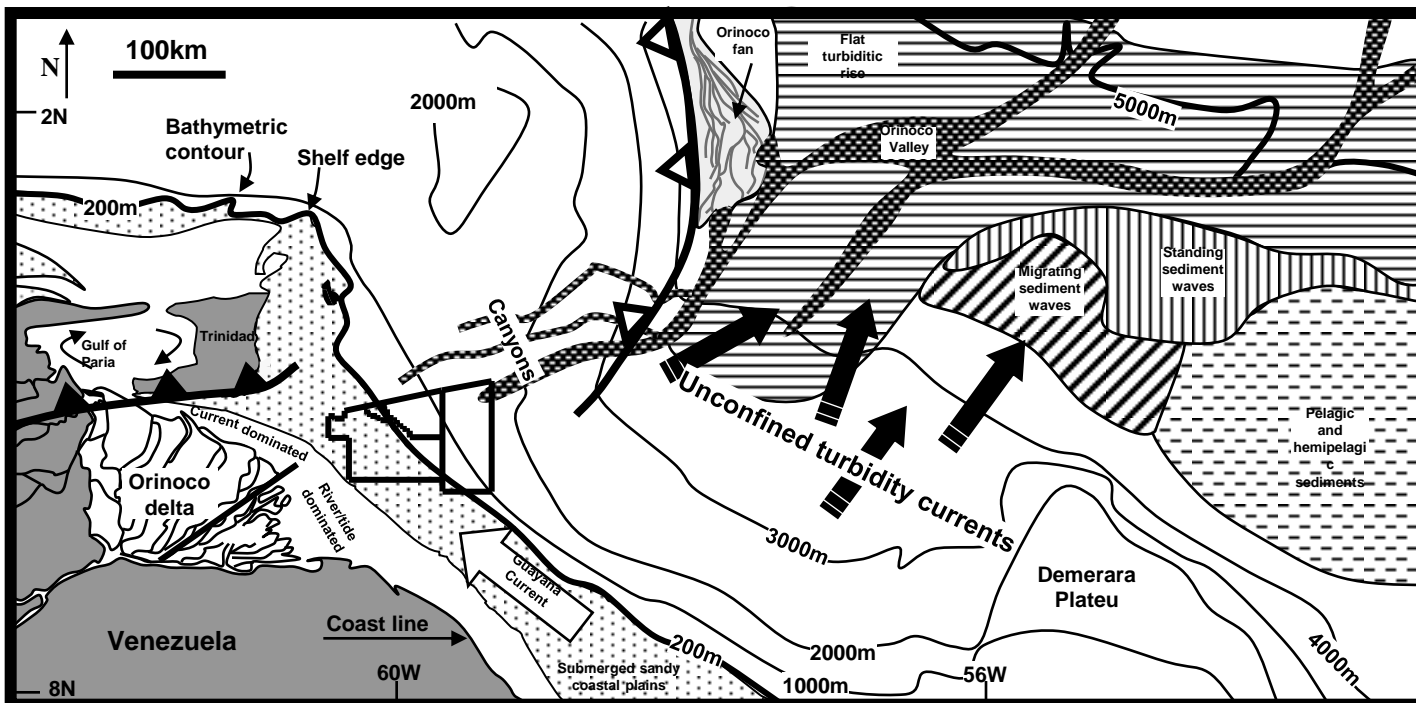 N
100km
2N
Bathymetric
contour
Shelf edge
200m
2000m
Orinoco
fan
Flat
turbiditic
rise
5000m
Orinoco
Valley
Standing
sediment
waves
Migrating
sediment
waves
Canyons
Gulf of
Paria
Trinidad
Current dominated
Orinoco
delta
River/tide
dominated
Unconfined turbidity currents
Pelagic
and
hemipelagi
c
sediments
3000m
Guayana
Current
Demerara
Plateu
Venezuela
Coast line
200m
2000m
4000m
8N
60W
Submerged sandy
coastal plains
1000m
56W